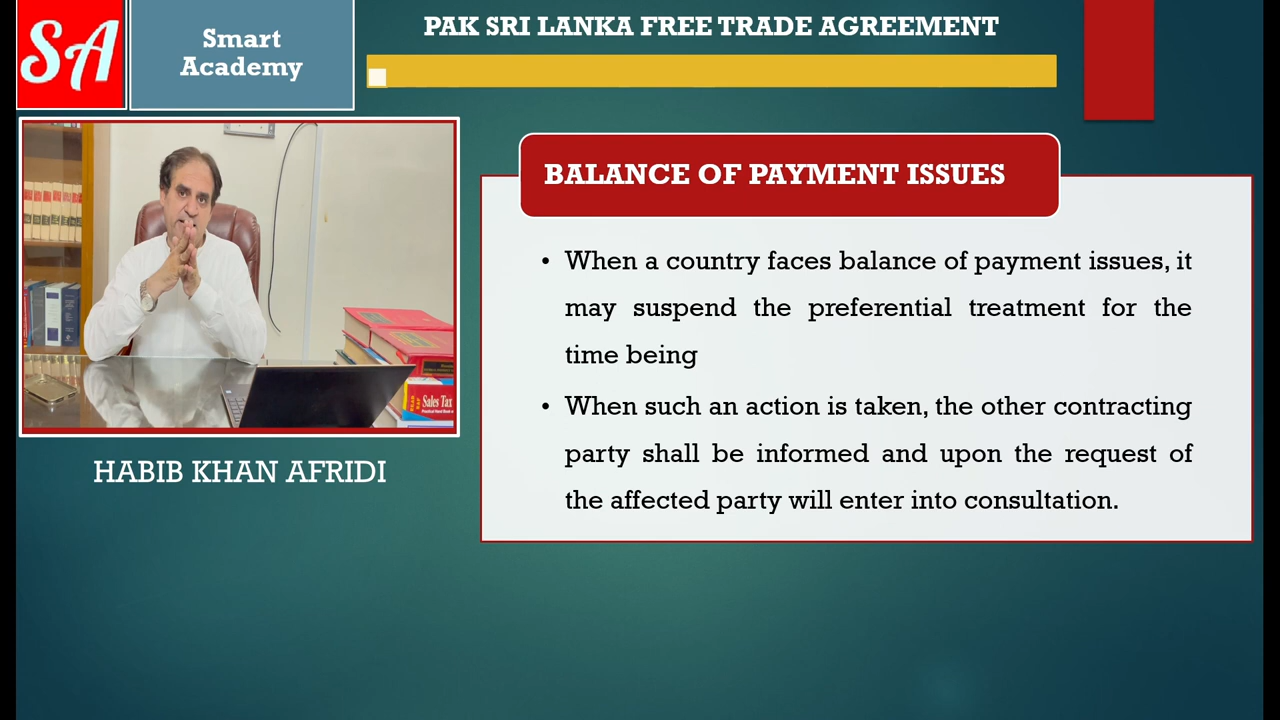 SA
Smart
Academy
PAK SRI LANKA FREE TRADE AGREEMENT
BALANCE OF PAYMENT ISSUES
• When a country faces balance of payment issues, it
may suspend the preferential treatment for the
time being
• When such an action is taken, the other contracting
party shall be informed and upon the request of
the affected party will enter into consultation.
Sales Tax
HABIB KHAN AFRIDI